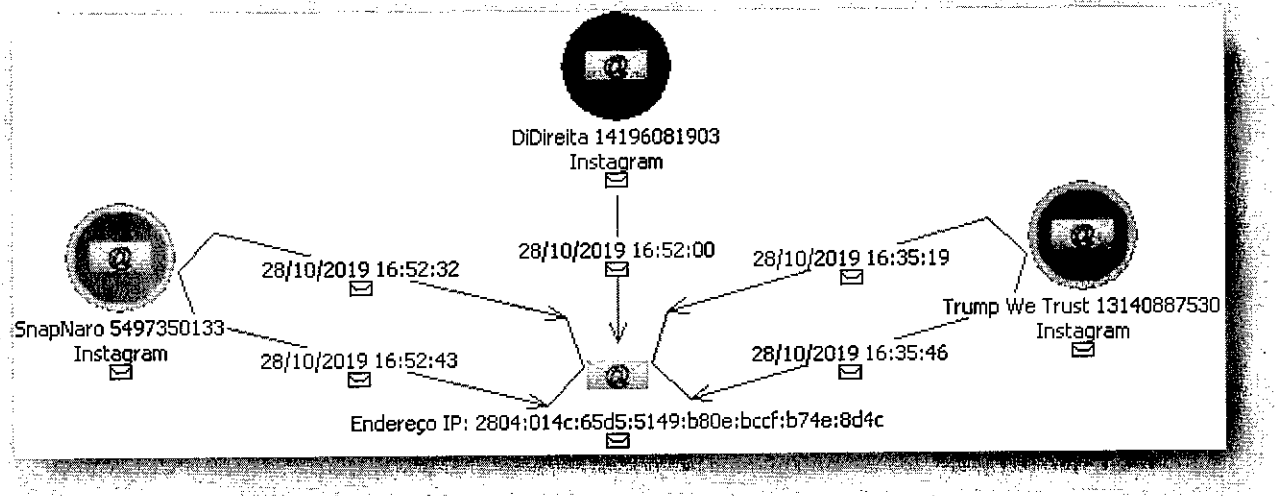 @
DiDireita 14196081903
Instagram
@
28/10/2019 16:52:32
28/10/2019 16:52:00
28/10/2019 16:35:19
@
SnapNaro 5497350133
Instagram
28/10/2019 16:52:43
@
28/10/2019 16:35:46
Trump We Trust 13140887530
Instagram
Endereço IP: 2804:014c:65d5:5149:b80e:bccf:b74e:8d4c